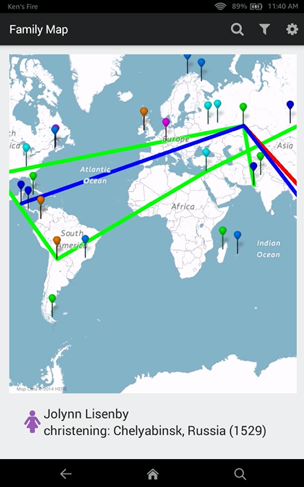 Ken's Fire
89%
11:40 AM
Family Map
Europe
Asia
Atlantic
Ocean
Africa
South
America
Indian
Ocean
Jolynn Lisenby
christening: Chelyabinsk, Russia (1529)